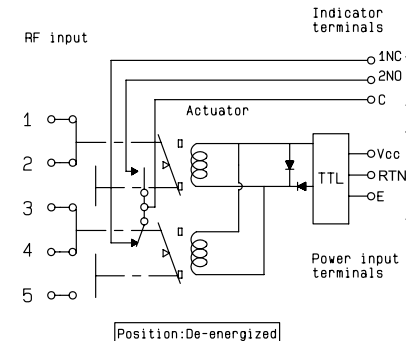 Indicator
terminals
RF input
1NC
2NO
C
Actuator
1
2
3
4
5
TTL
Vcc
RTN
E
Power input
terminals
Position:De-energized